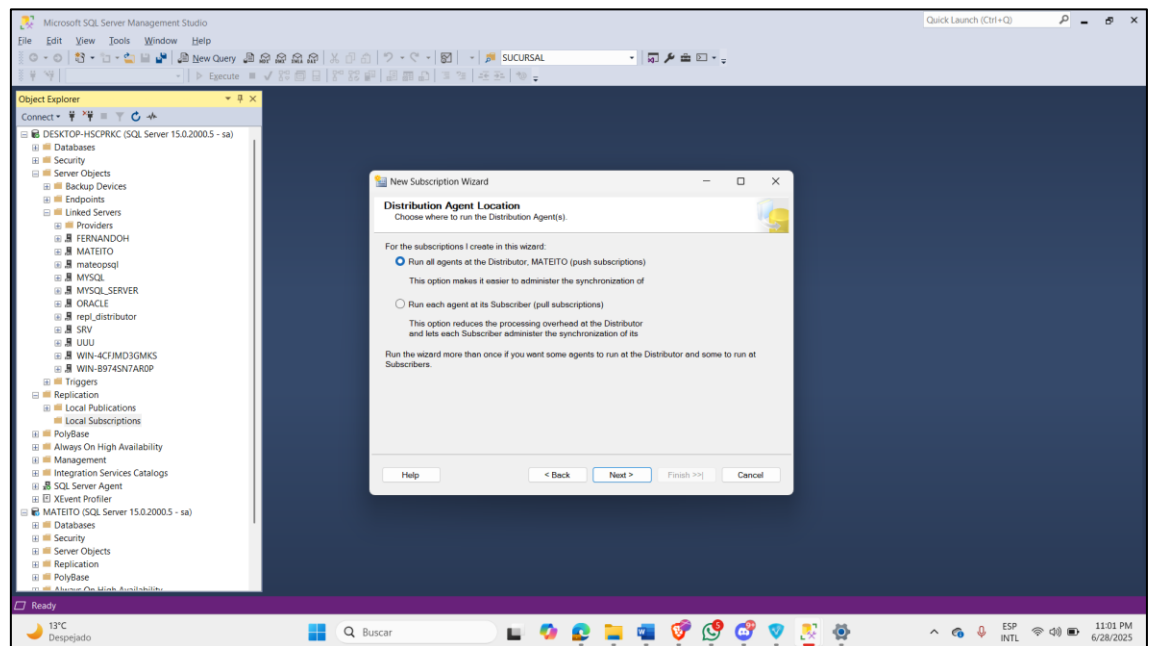 Microsoft SQL Server Management Studio
Quick Launch (Ctrl+Q)
File Edit View Tools Window Help
New Query
SUCURSAL
Execute
Object Explorer
Connect
DESKTOP-HSCPRKC (SQL Server 15.0.2000.5 - sa)
Databases
Security
Server Objects
Backup Devices
Endpoints
Linked Servers
Providers
FERNANDOH
MATEITO
mateopsql
MYSQL
MYSQL_SERVER
ORACLE
repl_distributor
SRV
UUU
WIN-4CFJMD3GMKS
WIN-B974SN7AR0P
Triggers
Replication
Local Publications
Local Subscriptions
PolyBase
Always On High Availability
Management
Integration Services Catalogs
SQL Server Agent
XEvent Profiler
MATEITO (SQL Server 15.0.2000.5 - sa)
Databases
Security
Server Objects
Replication
PolyBase
Always On High Availability
New Subscription Wizard
Distribution Agent Location
Choose where to run the Distribution Agent(s).
For the subscriptions I create in this wizard:
Run all agents at the Distributor, MATEITO (push subscriptions)
This option makes it easier to administer the synchronization of
Run each agent at its Subscriber (pull subscriptions)
This option reduces the processing overhead at the Distributor
and lets each Subscriber administer the synchronization of its
Run the wizard more than once if you want some agents to run at the Distributor and some to run at
Subscribers.
Help < Back Next > Finish >>| Cancel
Ready
13°C
Despejado
Buscar
ESP
INTL
11:01 PM
6/28/2025